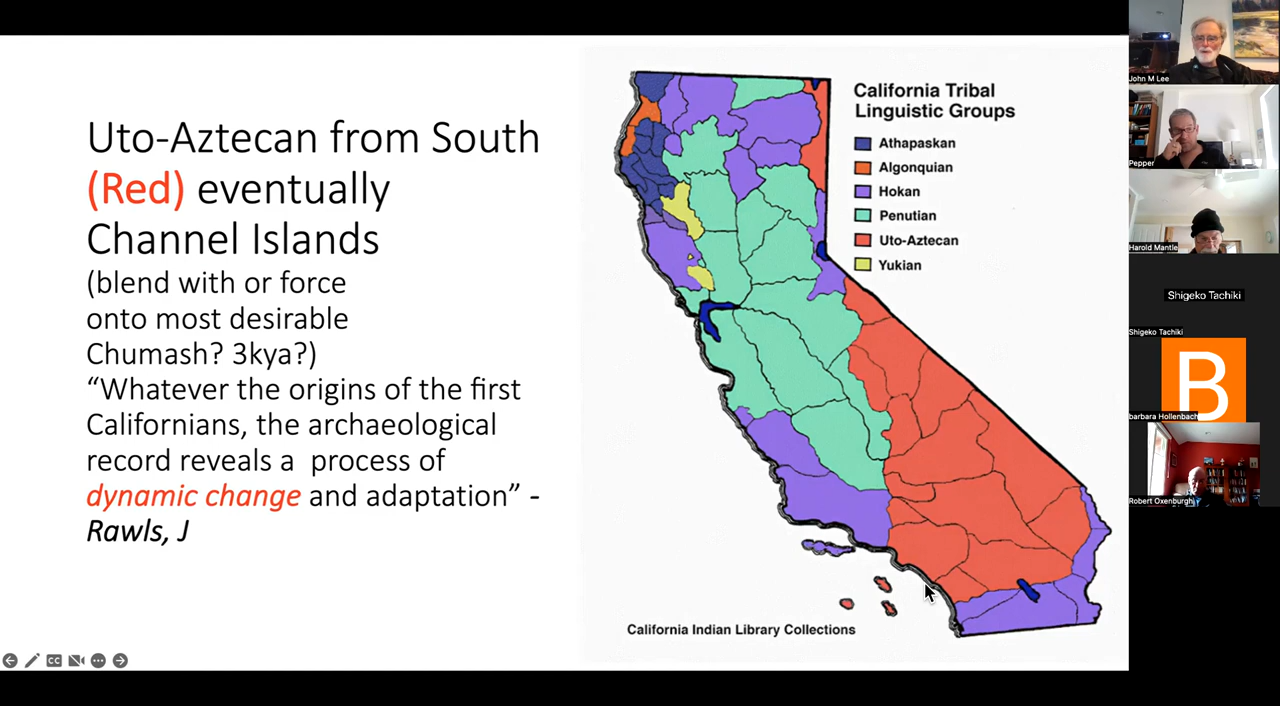 Uto-Aztecan from South
(Red) eventually
Channel Islands
(blend with or force
onto most desirable
Chumash? 3kya?)
“Whatever the origins of the first
Californians, the archaeological
record reveals a process of
dynamic change and adaptation” -
Rawls, J
California Tribal
Linguistic Groups
Athapaskan
Algonquian
Hokan
Penutian
Uto-Aztecan
Yukian
California Indian Library Collections
CC
John M Lee
Pepper
Harold Mantle
Shigeko Tachiki
Shigeko Tachiki
B
barbara Hollenbach
Robert Oxenburgh